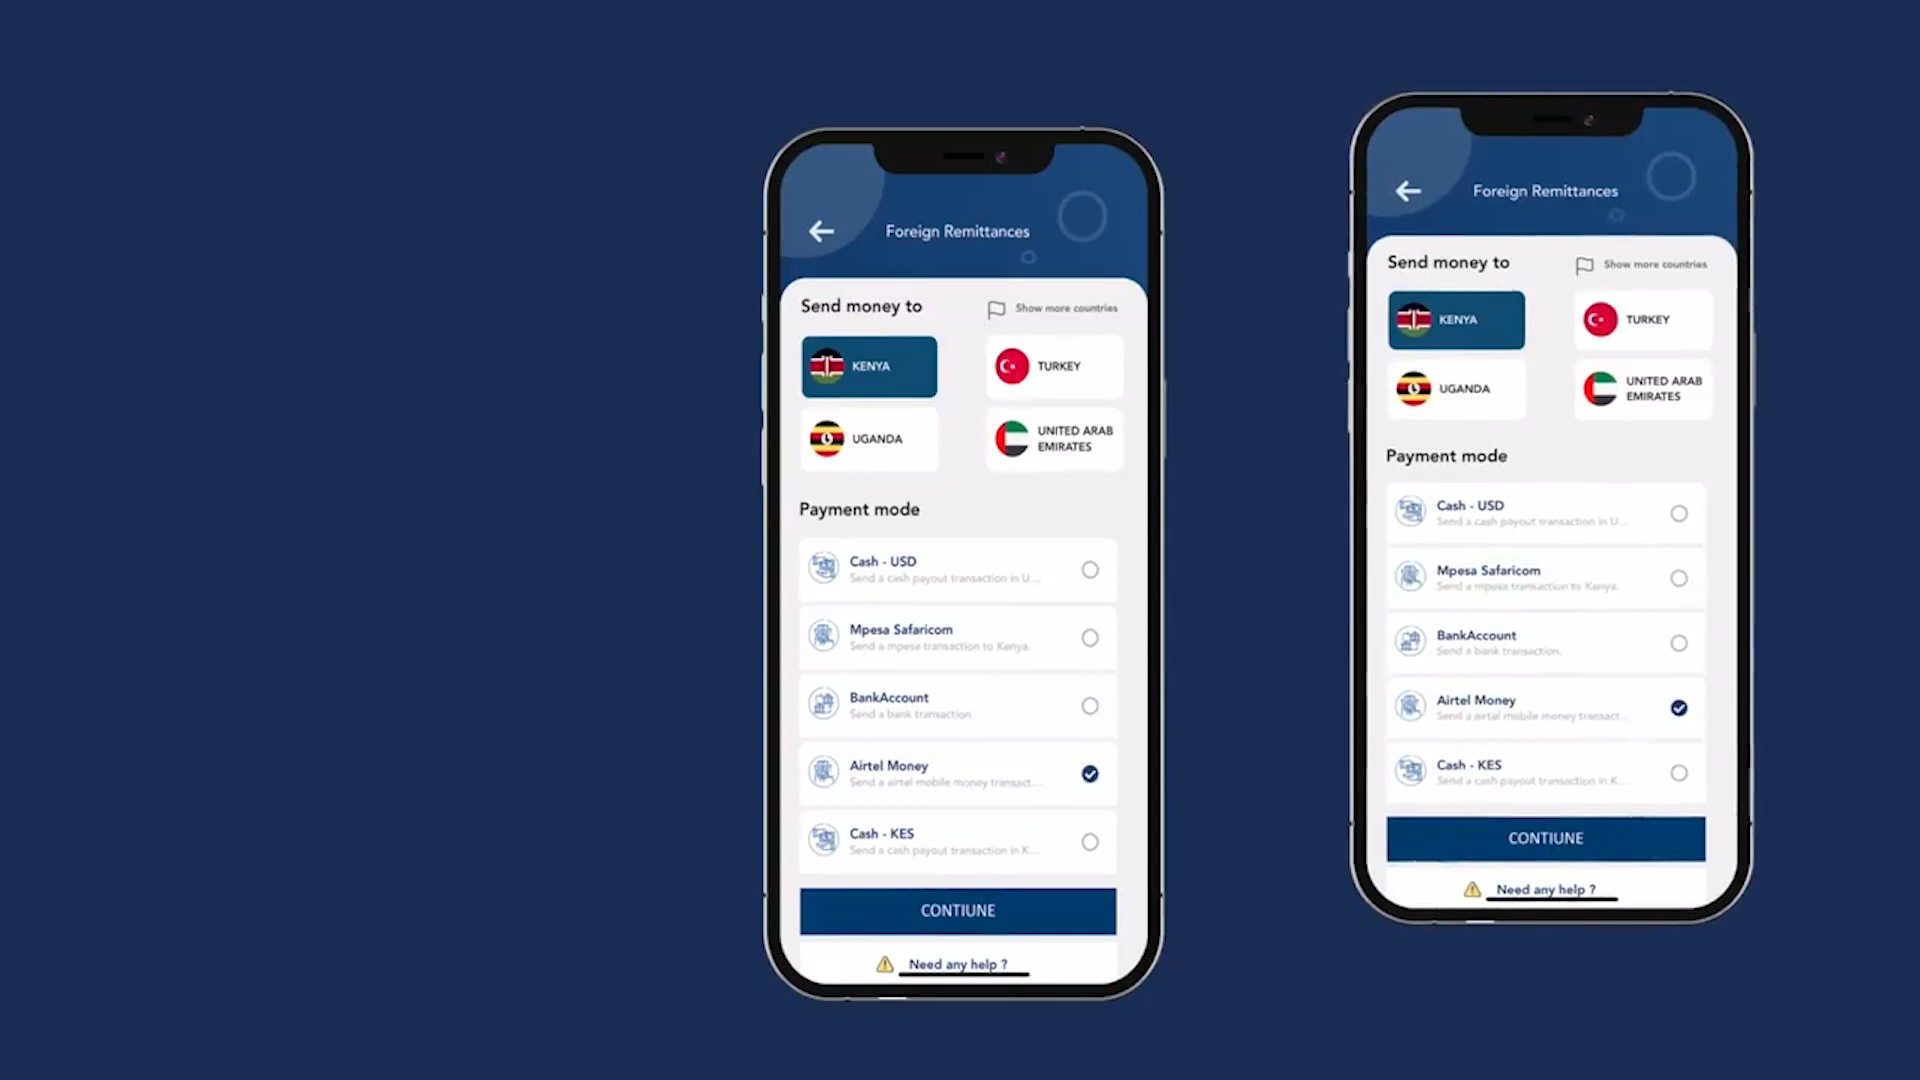 Foreign Remittances
Send money to
Show more countries
KENYA
TURKEY
UGANDA
UNITED ARAB
EMIRATES
Payment mode
Cash - USD
Send a cash payout transaction in U...
Mpesa Safaricom
Send a mpesa transaction to Kenya.
BankAccount
Send a bank transaction.
Airtel Money
Send a airtel mobile money transact...
Cash - KES
Send a cash payout transaction in K...
CONTIUNE
Need any help ?
Foreign Remittances
Send money to
Show more countries
KENYA
TURKEY
UGANDA
UNITED ARAB
EMIRATES
Payment mode
Cash - USD
Send a cash payout transaction in U...
Mpesa Safaricom
Send a mpesa transaction to Kenya.
BankAccount
Send a bank transaction.
Airtel Money
Send a airtel mobile money transact...
Cash - KES
Send a cash payout transaction in K...
CONTIUNE
Need any help ?